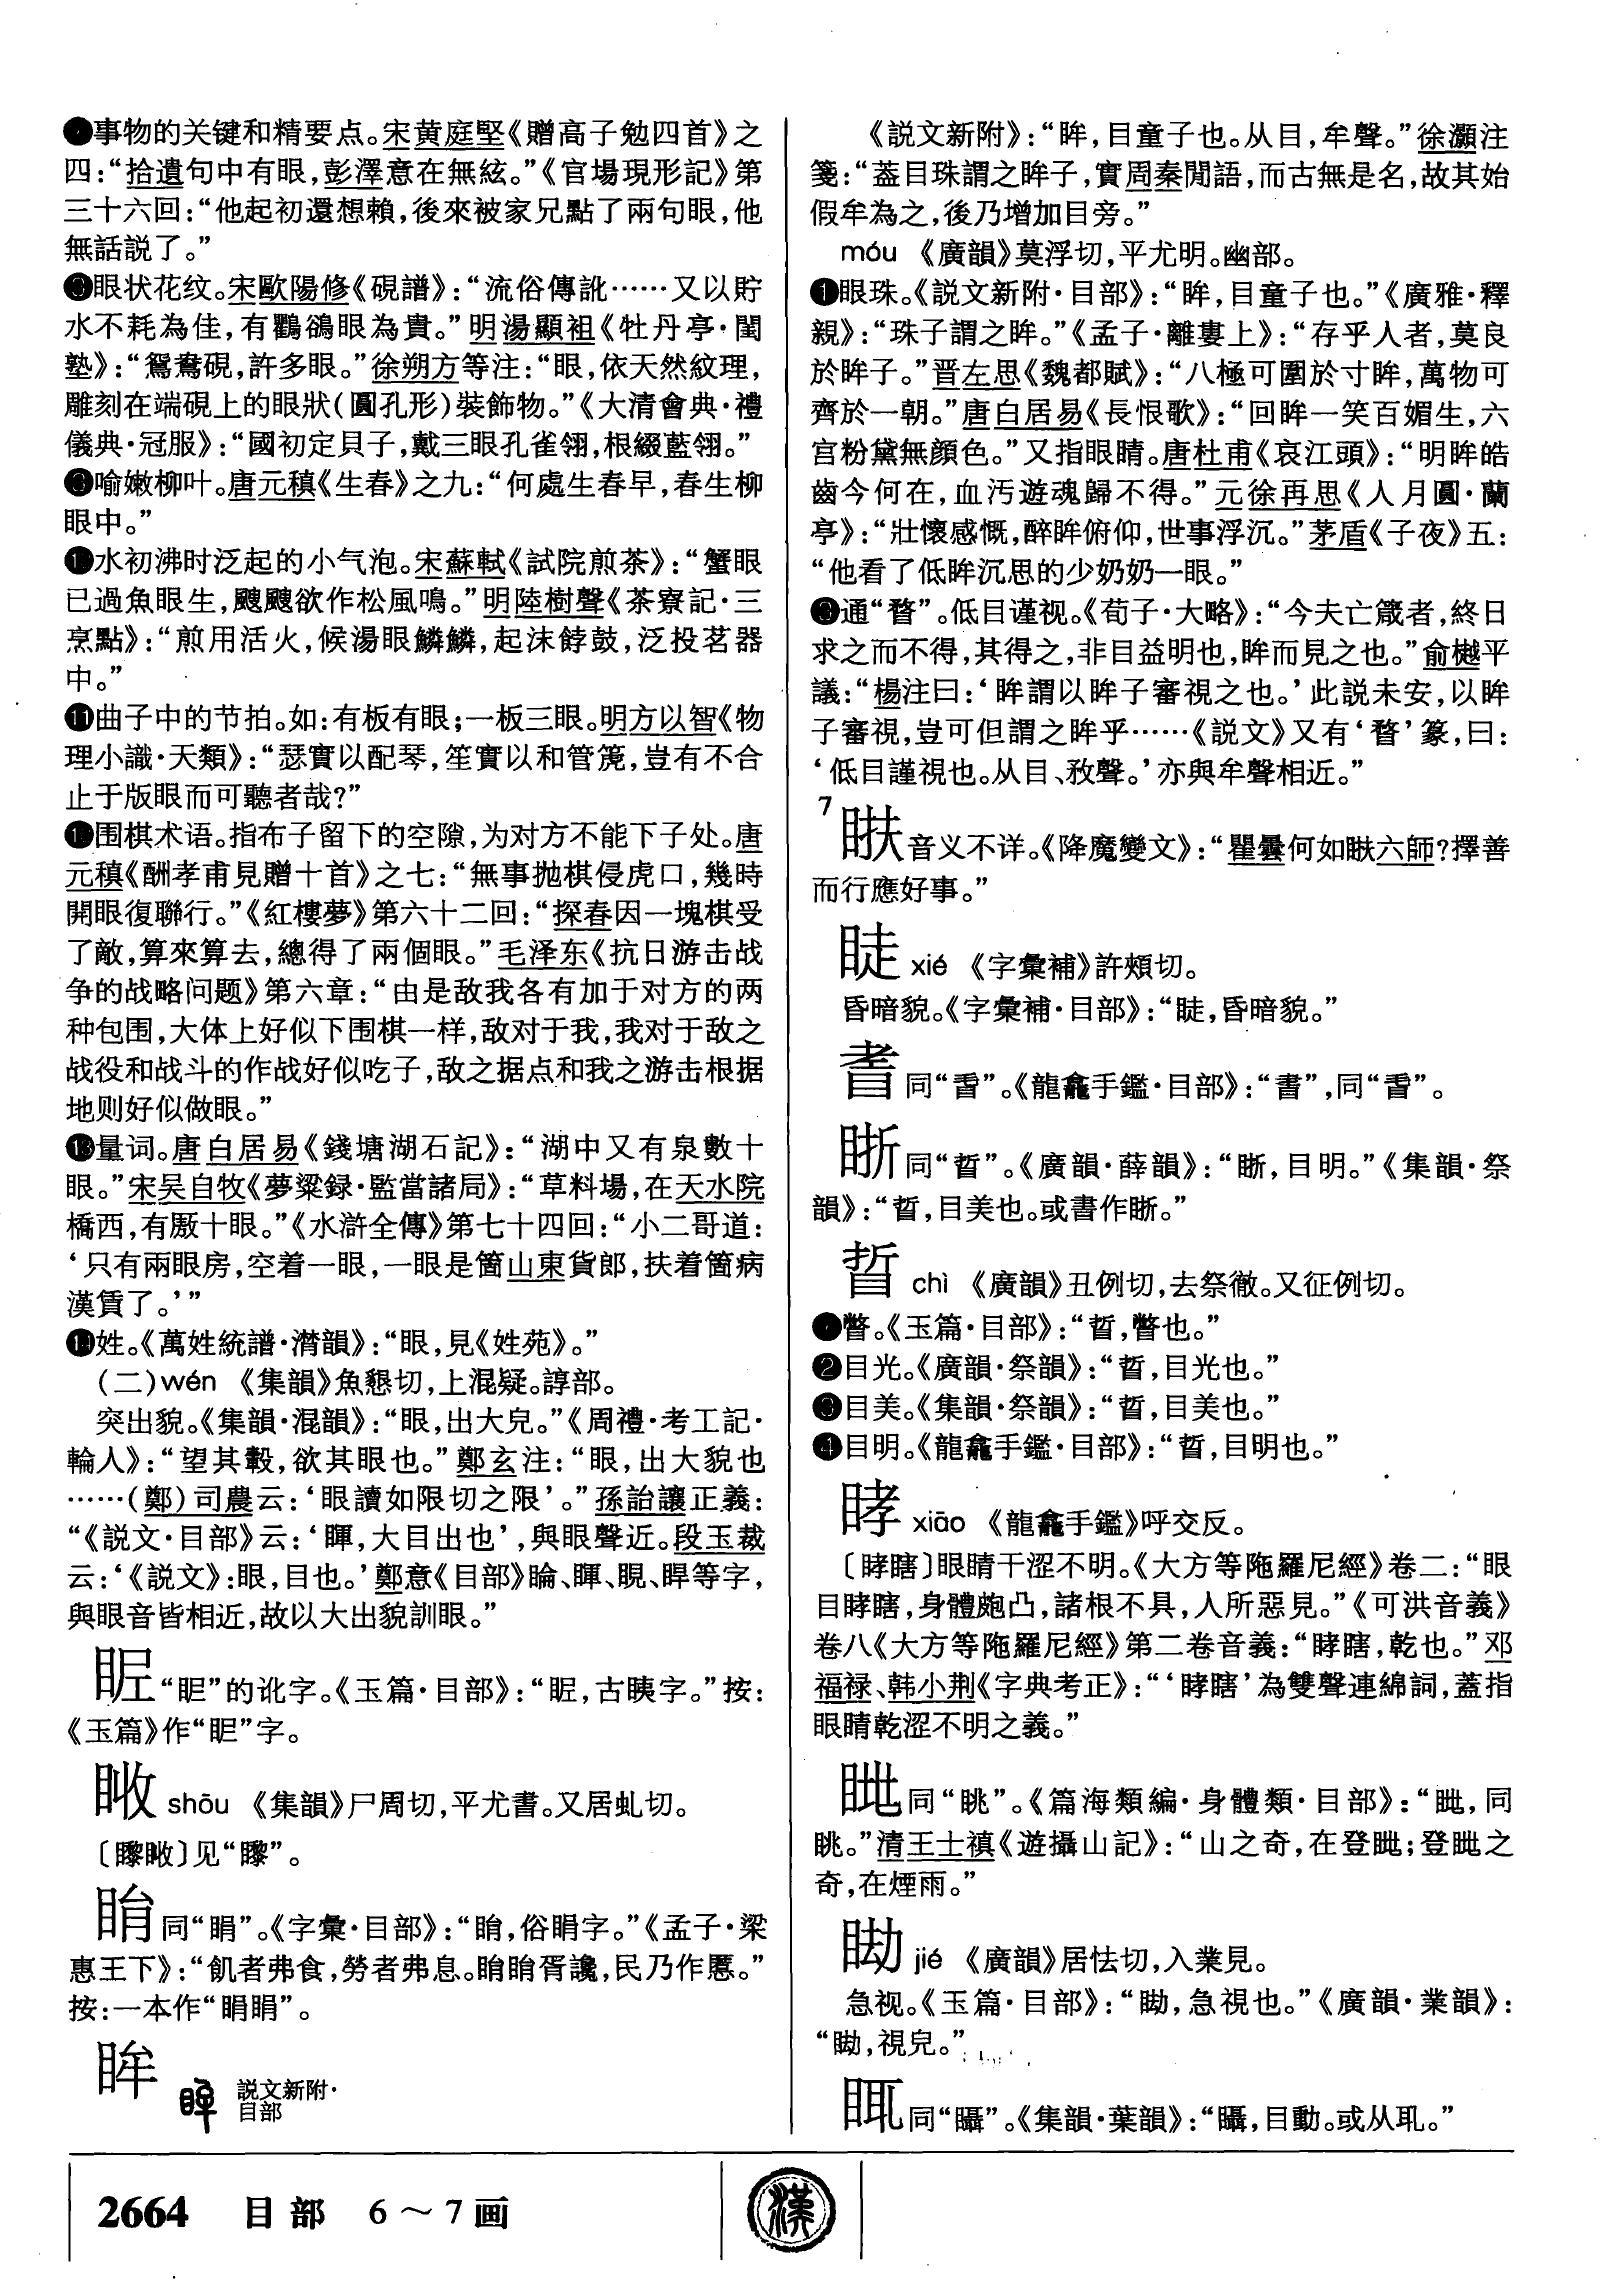 事物的关键和精要点。宋黄庭堅《贈高子勉四首》之
四：“拾遺句中有眼，彭澤意在無絃。”《官場現形記》第
三十六回：“他起初還想賴，後來被家兄點了兩句眼，他
無話説了。”
眼状花纹。宋歐陽修《硯譜》：“流俗傳訛……又以貯
水不耗為佳，有鸜鵒眼為貴。”明湯顯祖《牡丹亭·閨
塾》：“鴛鴦硯，許多眼。”徐朔方等注：“眼，依天然紋理，
雕刻在端硯上的眼狀（圓孔形）裝飾物。”《大清會典·禮
儀典·冠服》：“國初定貝子，戴三眼孔雀翎，根綴藍翎。”
喻嫩柳叶。唐元稹《生春》之九：“何處生春早，春生柳
眼中。”
水初沸时泛起的小气泡。宋蘇軾《試院煎茶》：“蟹眼
已過魚眼生，颼颼欲作松風鳴。”明陸樹聲《茶寮記·三
烹點》：“煎用活火，候湯眼鱗鱗，起沫餑鼓，泛投茗器
中。”
⓫曲子中的节拍。如：有板有眼；一板三眼。明方以智《物
理小識·天類》：“瑟實以配琴，笙實以和管箎，豈有不合
止于版眼而可聽者哉？”
围棋术语。指布子留下的空隙，为对方不能下子处。唐
元稹《酬孝甫見贈十首》之七：“無事抛棋侵虎口，幾時
開眼復聯行。”《紅樓夢》第六十二回：“探春因一塊棋受
了敵，算來算去，總得了兩個眼。”毛泽东《抗日游击战
争的战略问题》第六章：“由是敌我各有加于对方的两
种包围，大体上好似下围棋一样，敌对于我，我对于敌之
战役和战斗的作战好似吃子，敌之据点和我之游击根据
地则好似做眼。”
⓭量词。唐白居易《錢塘湖石記》：“湖中又有泉數十
眼。”宋吴自牧《夢粱録·監當諸局》：“草料場，在天水院
橋西，有厫十眼。”《水滸全傳》第七十四回：“小二哥道：
‘只有兩眼房，空着一眼，一眼是箇山東貨郎，扶着箇病
漢賃了。’”
⓮姓。《萬姓統譜·潸韻》：“眼，見《姓苑》。”
（二）wěn 《集韻》魚懇切，上混疑。諄部。
突出貌。《集韻·混韻》：“眼，出大皃。”《周禮·考工記·
輪人》：“望其轂，欲其眼也。”鄭玄注：“眼，出大貌也
……（鄭）司農云：‘眼讀如限切之限’。”孫詒讓正義：
“《説文·目部》云：‘睴，大目出也’，與眼聲近。段玉裁
云：‘《説文》：眼，目也。’鄭意《目部》睔、睴、睍、睅等字，
與眼音皆相近，故以大出貌訓眼。”
“眤”的讹字。《玉篇·目部》：“，古眱字。”按：
《玉篇》作“”字。
䀺 shōu 《集韻》尸周切，平尤書。又居虬切。
〔瞜〕见“”。
同“睊”。《字彙·目部》：“，俗睊字。”《孟子·梁
惠王下》：“飢者弗食，勞者弗息。胥讒，民乃作慝。”
按：一本作“睊睊”。
眸 説文新附·
目部
《説文新附》：“眸，目童子也。从目，牟聲。”徐灝注
箋：“葢目珠謂之眸子，實周秦閒語，而古無是名，故其始
假牟為之，後乃增加目旁。”
móu 《廣韻》莫浮切，平尤明。幽部。
❶眼珠。《説文新附·目部》：“眸，目童子也。”《廣雅·釋
親》：“珠子謂之眸。”《孟子·離婁上》：“存乎人者，莫良
於眸子。”晋左思《魏都賦》：“八極可圍於寸眸，萬物可
齊於一朝。”唐白居易《長恨歌》：“回眸一笑百媚生，六
宫粉黛無顔色。”又指眼睛。唐杜甫《哀江頭》：“明眸皓
齒今何在，血汚遊魂歸不得。”元徐再思《人月圓·蘭
亭》：“壯懷感慨，醉眸俯仰，世事浮沉。”茅盾《子夜》五：
“他看了低眸沉思的少奶奶一眼。”
通“瞀”。低目谨视。《荀子·大略》：“今夫亡箴者，終日
求之而不得，其得之，非目益明也，眸而見之也。”俞樾平
議：“楊注曰：‘眸謂以眸子審視之也。’此説未安，以眸
子審視，豈可但謂之眸乎……《説文》又有‘瞀’篆，曰：
‘低目謹視也。从目、敄聲。’亦與牟聲相近。”
7
音义不详。《降魔變文》：“瞿曇何如六師？擇善
而行應好事。”
xié 《字彙補》許頰切。
昏暗貌。《字彙補·目部》：“，昏暗貌。”
同“”。《龍龕手鑑·目部》：“”，同“”。
同“晢”。《廣韻·薛韻》：“，目明。”《集韻·祭
韻》：“，目美也。或書作。”
chì 《廣韻》丑例切，去祭徹。又征例切。
瞥。《玉篇·目部》：“，瞥也。”
❷目光。《廣韻·祭韻》：“，目光也。”
❸目美。《集韻·祭韻》：“，目美也。”
❹目明。《龍龕手鑑·目部》：“，目明也。”
xiāo 《龍龕手鑑》呼交反。
〔瞎〕眼睛干涩不明。《大方等陁羅尼經》卷二：“眼
目瞎，身體皰凸，諸根不具，人所惡見。”《可洪音義》
卷八《大方等陁羅尼經》第二卷音義：“瞎，乾也。”邓
福禄、韩小荆《字典考正》：“‘瞎’為雙聲連綿詞，蓋指
眼睛乾涩不明之義。”
同“眺”。《篇海類編·身體類·目部》：“，同
眺。”清王士禛《遊攝山記》：“山之奇，在登；登之
奇，在煙雨。”
jié 《廣韻》居怯切，入業見。
急视。《玉篇·目部》：“，急視也。”《廣韻·業韻》：
“，視皃。”
同“”。《集韻·葉韻》：“，目動。或从耴。”
2664 目部 6～7画
漢